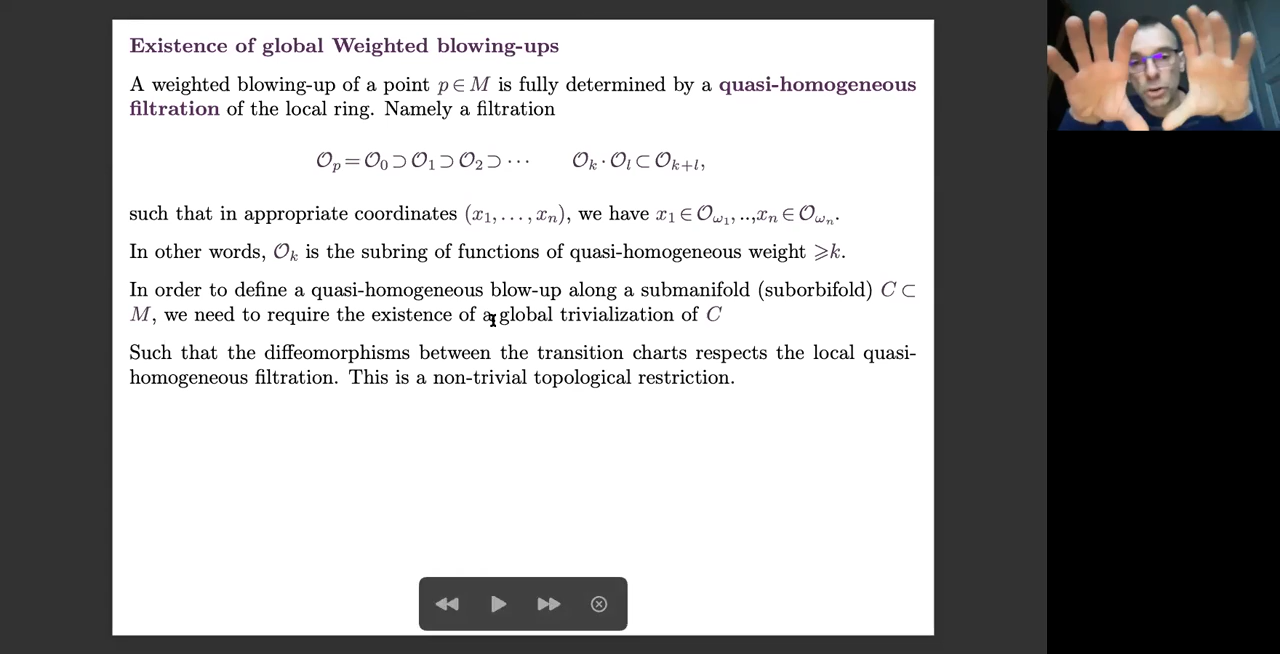 Existence of global Weighted blowing-ups
A weighted blowing-up of a point p ∈ M is fully determined by a quasi-homogeneous
filtration of the local ring. Namely a filtration
𝒪ₚ = 𝒪₀ ⊃ 𝒪₁ ⊃ 𝒪₂ ⊃ ⋯ 𝒪ₖ · 𝒪ₗ ⊂ 𝒪ₖ₊ₗ,
such that in appropriate coordinates (x₁, . . . , xₙ), we have x₁ ∈ 𝒪_{ω₁}, ..,xₙ ∈ 𝒪_{ωₙ}.
In other words, 𝒪ₖ is the subring of functions of quasi-homogeneous weight ⩾k.
In order to define a quasi-homogeneous blow-up along a submanifold (suborbifold) C ⊂
M, we need to require the existence of a global trivialization of C
Such that the diffeomorphisms between the transition charts respects the local quasi-
homogeneous filtration. This is a non-trivial topological restriction.